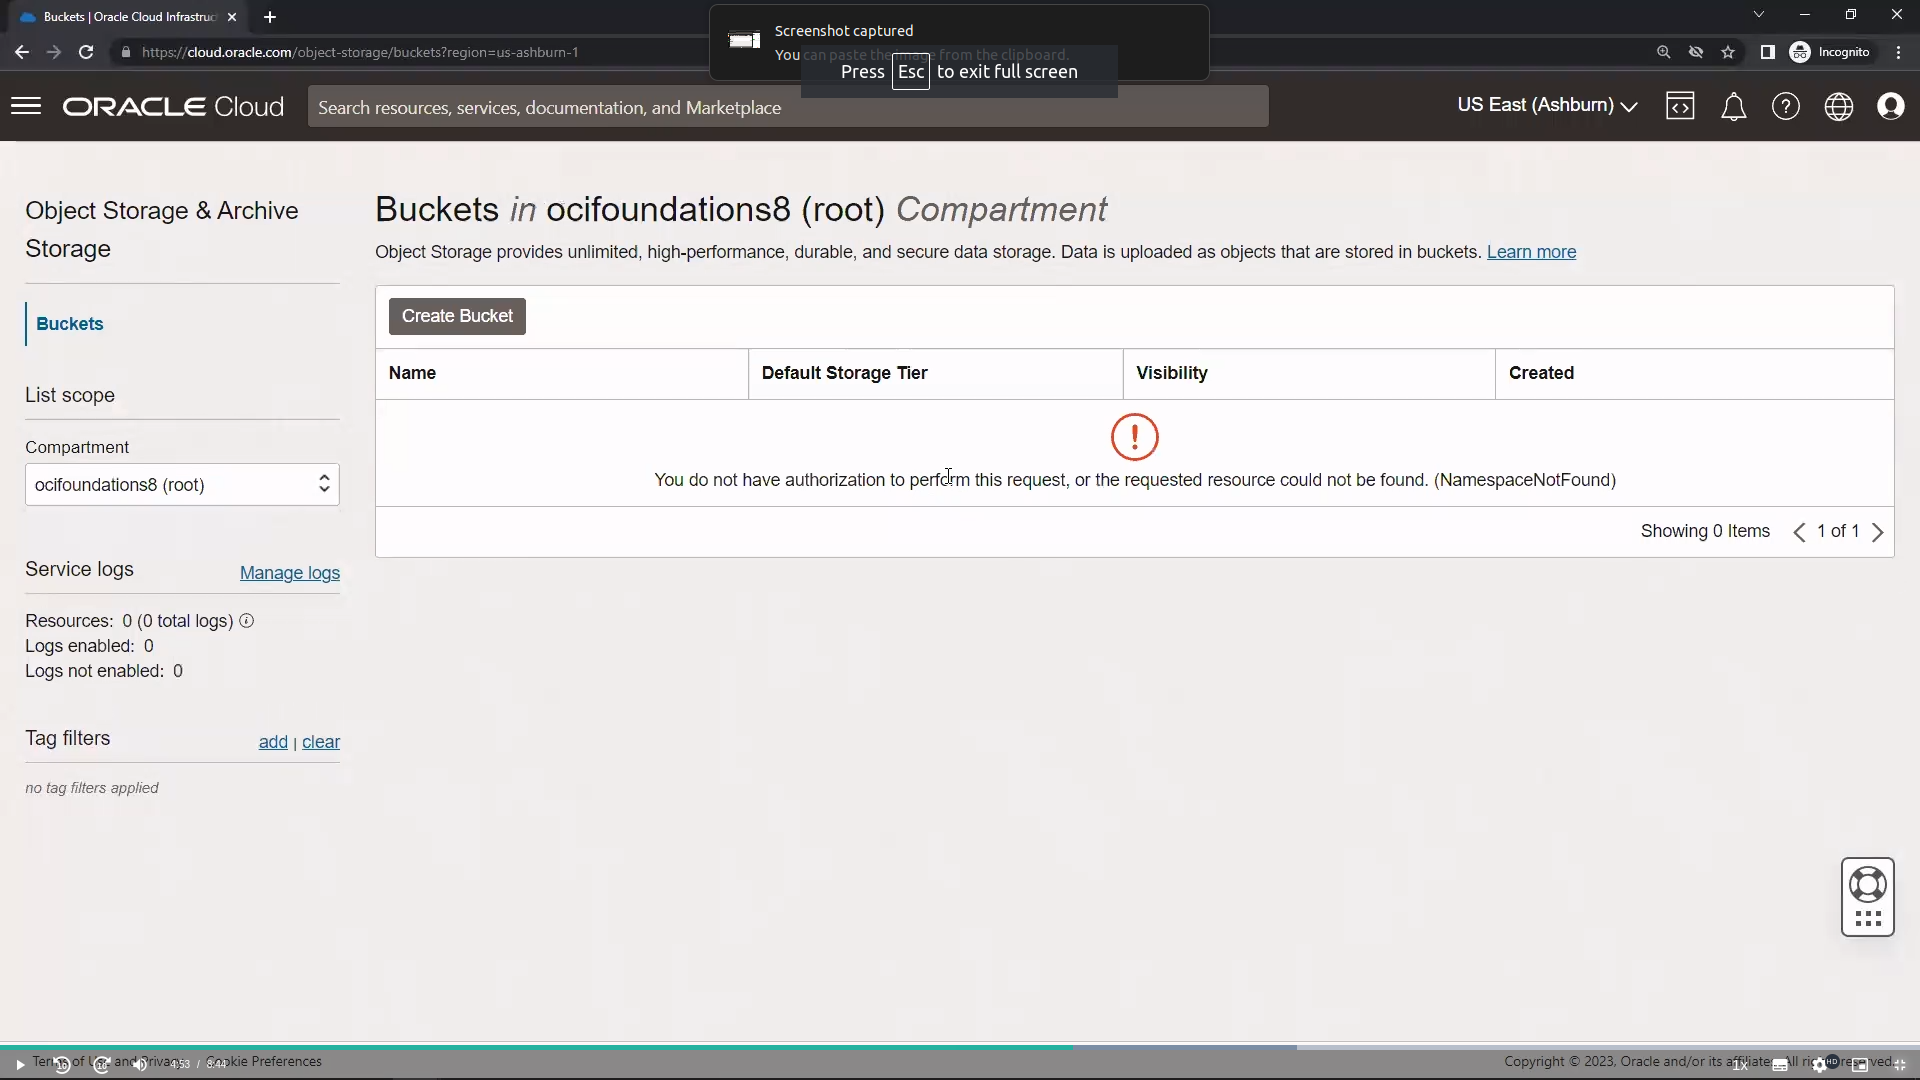 Buckets | Oracle Cloud Infrastruc
https://cloud.oracle.com/object-storage/buckets?region=us-ashburn-1
Incognito
Screenshot captured
You can paste the image from the clipboard.
Press Esc to exit full screen
ORACLE Cloud
Search resources, services, documentation, and Marketplace
US East (Ashburn)
Object Storage & Archive
Storage
Buckets
List scope
Compartment
ocifoundations8 (root)
Service logs
Manage logs
Resources: 0 (0 total logs)
Logs enabled: 0
Logs not enabled: 0
Tag filters
add | clear
no tag filters applied
Buckets in ocifoundations8 (root) Compartment
Object Storage provides unlimited, high-performance, durable, and secure data storage. Data is uploaded as objects that are stored in buckets. Learn more
Create Bucket
Name Default Storage Tier Visibility Created
You do not have authorization to perform this request, or the requested resource could not be found. (NamespaceNotFound)
Showing 0 Items 1 of 1
Terms of Use and Privacy Cookie Preferences
4:53 / 8:44
Copyright © 2023, Oracle and/or its affiliates. All rights reserved.
1x
HD